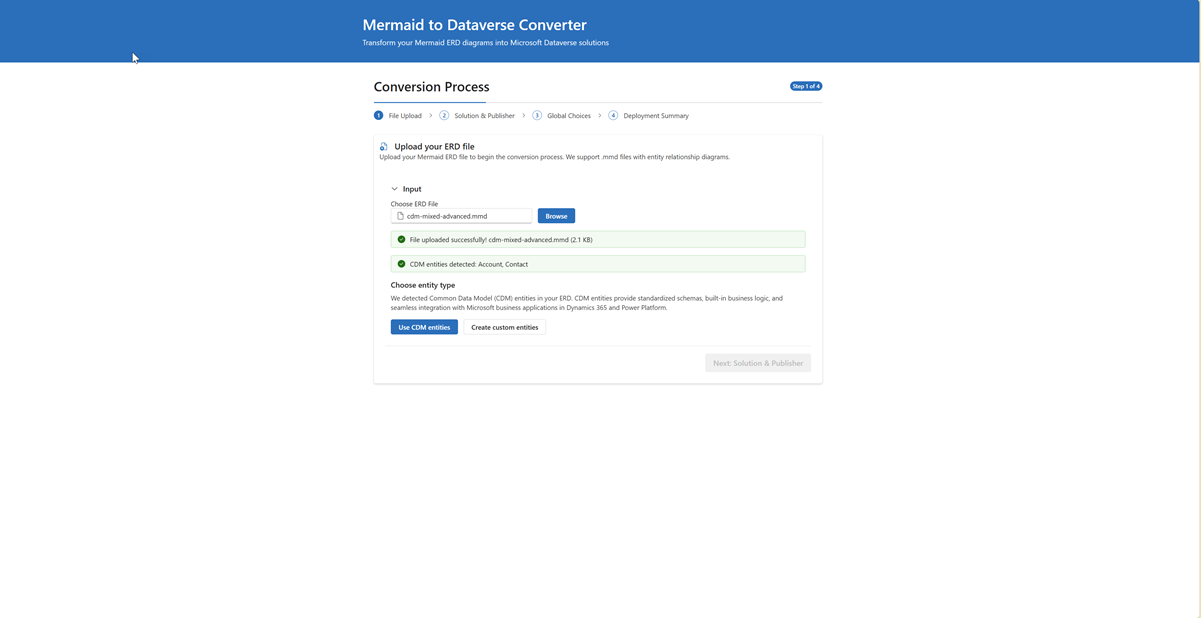 Mermaid to Dataverse Converter
Transform your Mermaid ERD diagrams into Microsoft Dataverse solutions
Conversion Process
Step 1 of 4
1 File Upload > 2 Solution & Publisher > 3 Global Choices > 4 Deployment Summary
Upload your ERD file
Upload your Mermaid ERD file to begin the conversion process. We support .mmd files with entity relationship diagrams.
Input
Choose ERD File
cdm-mixed-advanced.mmd
Browse
File uploaded successfully! cdm-mixed-advanced.mmd (2.1 KB)
CDM entities detected: Account, Contact
Choose entity type
We detected Common Data Model (CDM) entities in your ERD. CDM entities provide standardized schemas, built-in business logic, and
seamless integration with Microsoft business applications in Dynamics 365 and Power Platform.
Use CDM entities
Create custom entities
Next: Solution & Publisher